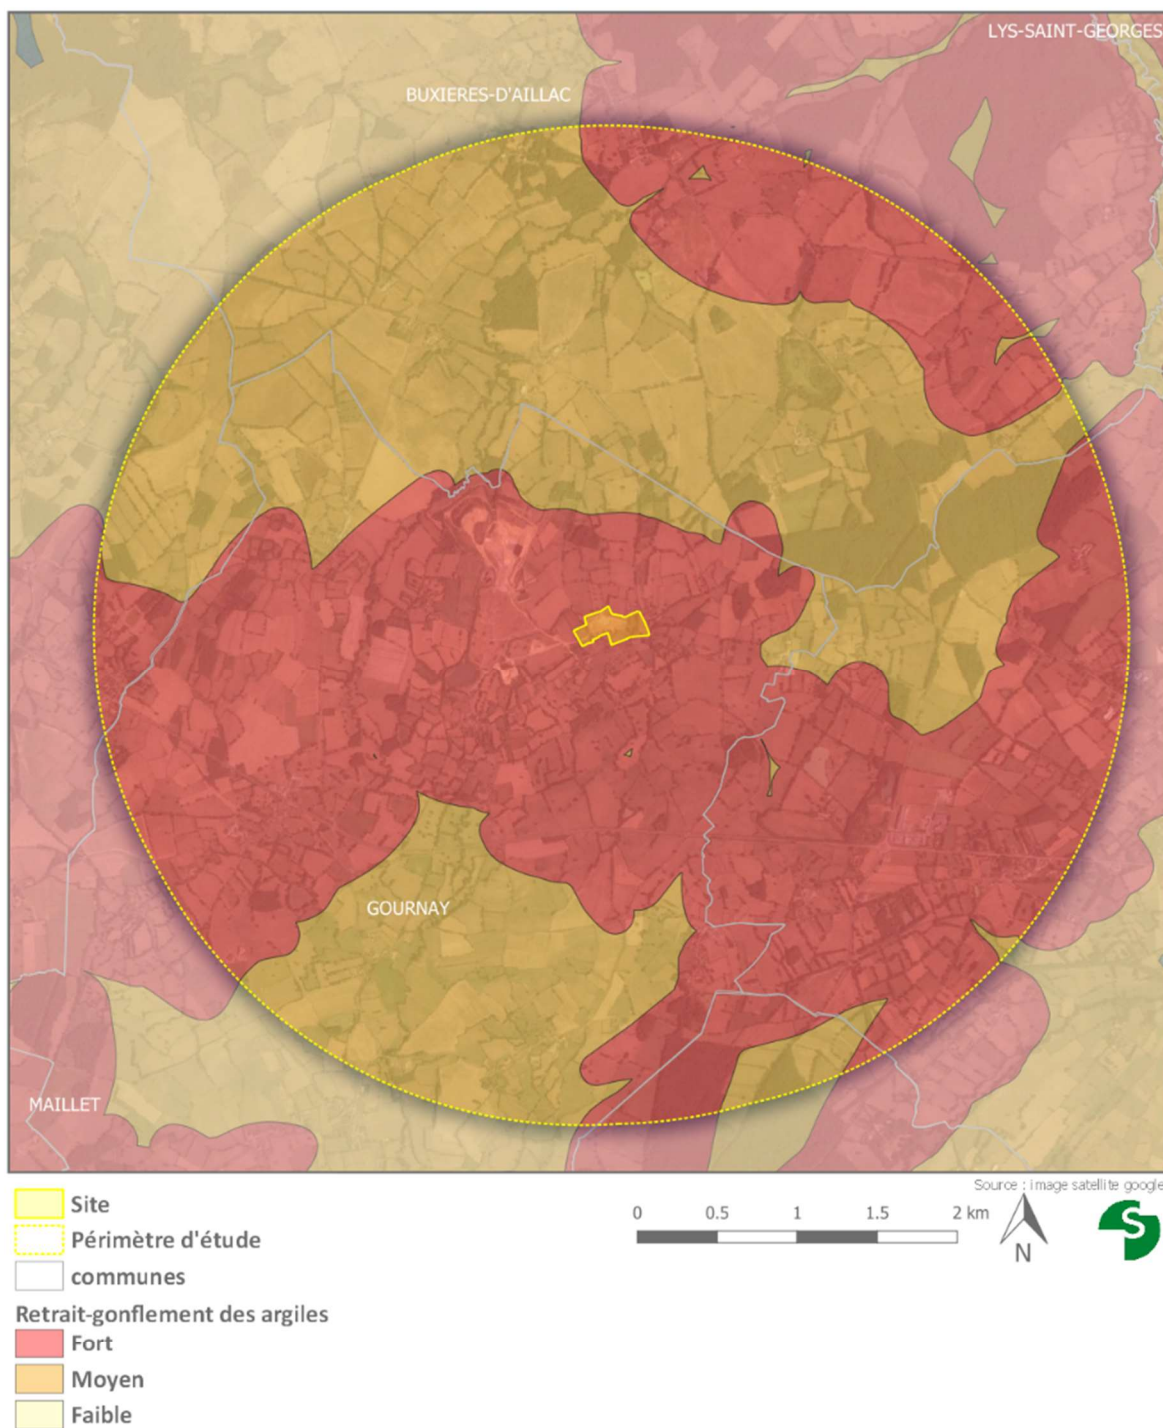 LYS-SAINT-GEORGES
BUXIERES-D'AILLAC
GOURNAY
MAILLET
Source : image satellite google
Site
Périmètre d'étude
communes
Retrait-gonflement des argiles
Fort
Moyen
Faible
0 0.5 1 1.5 2 km
N
S